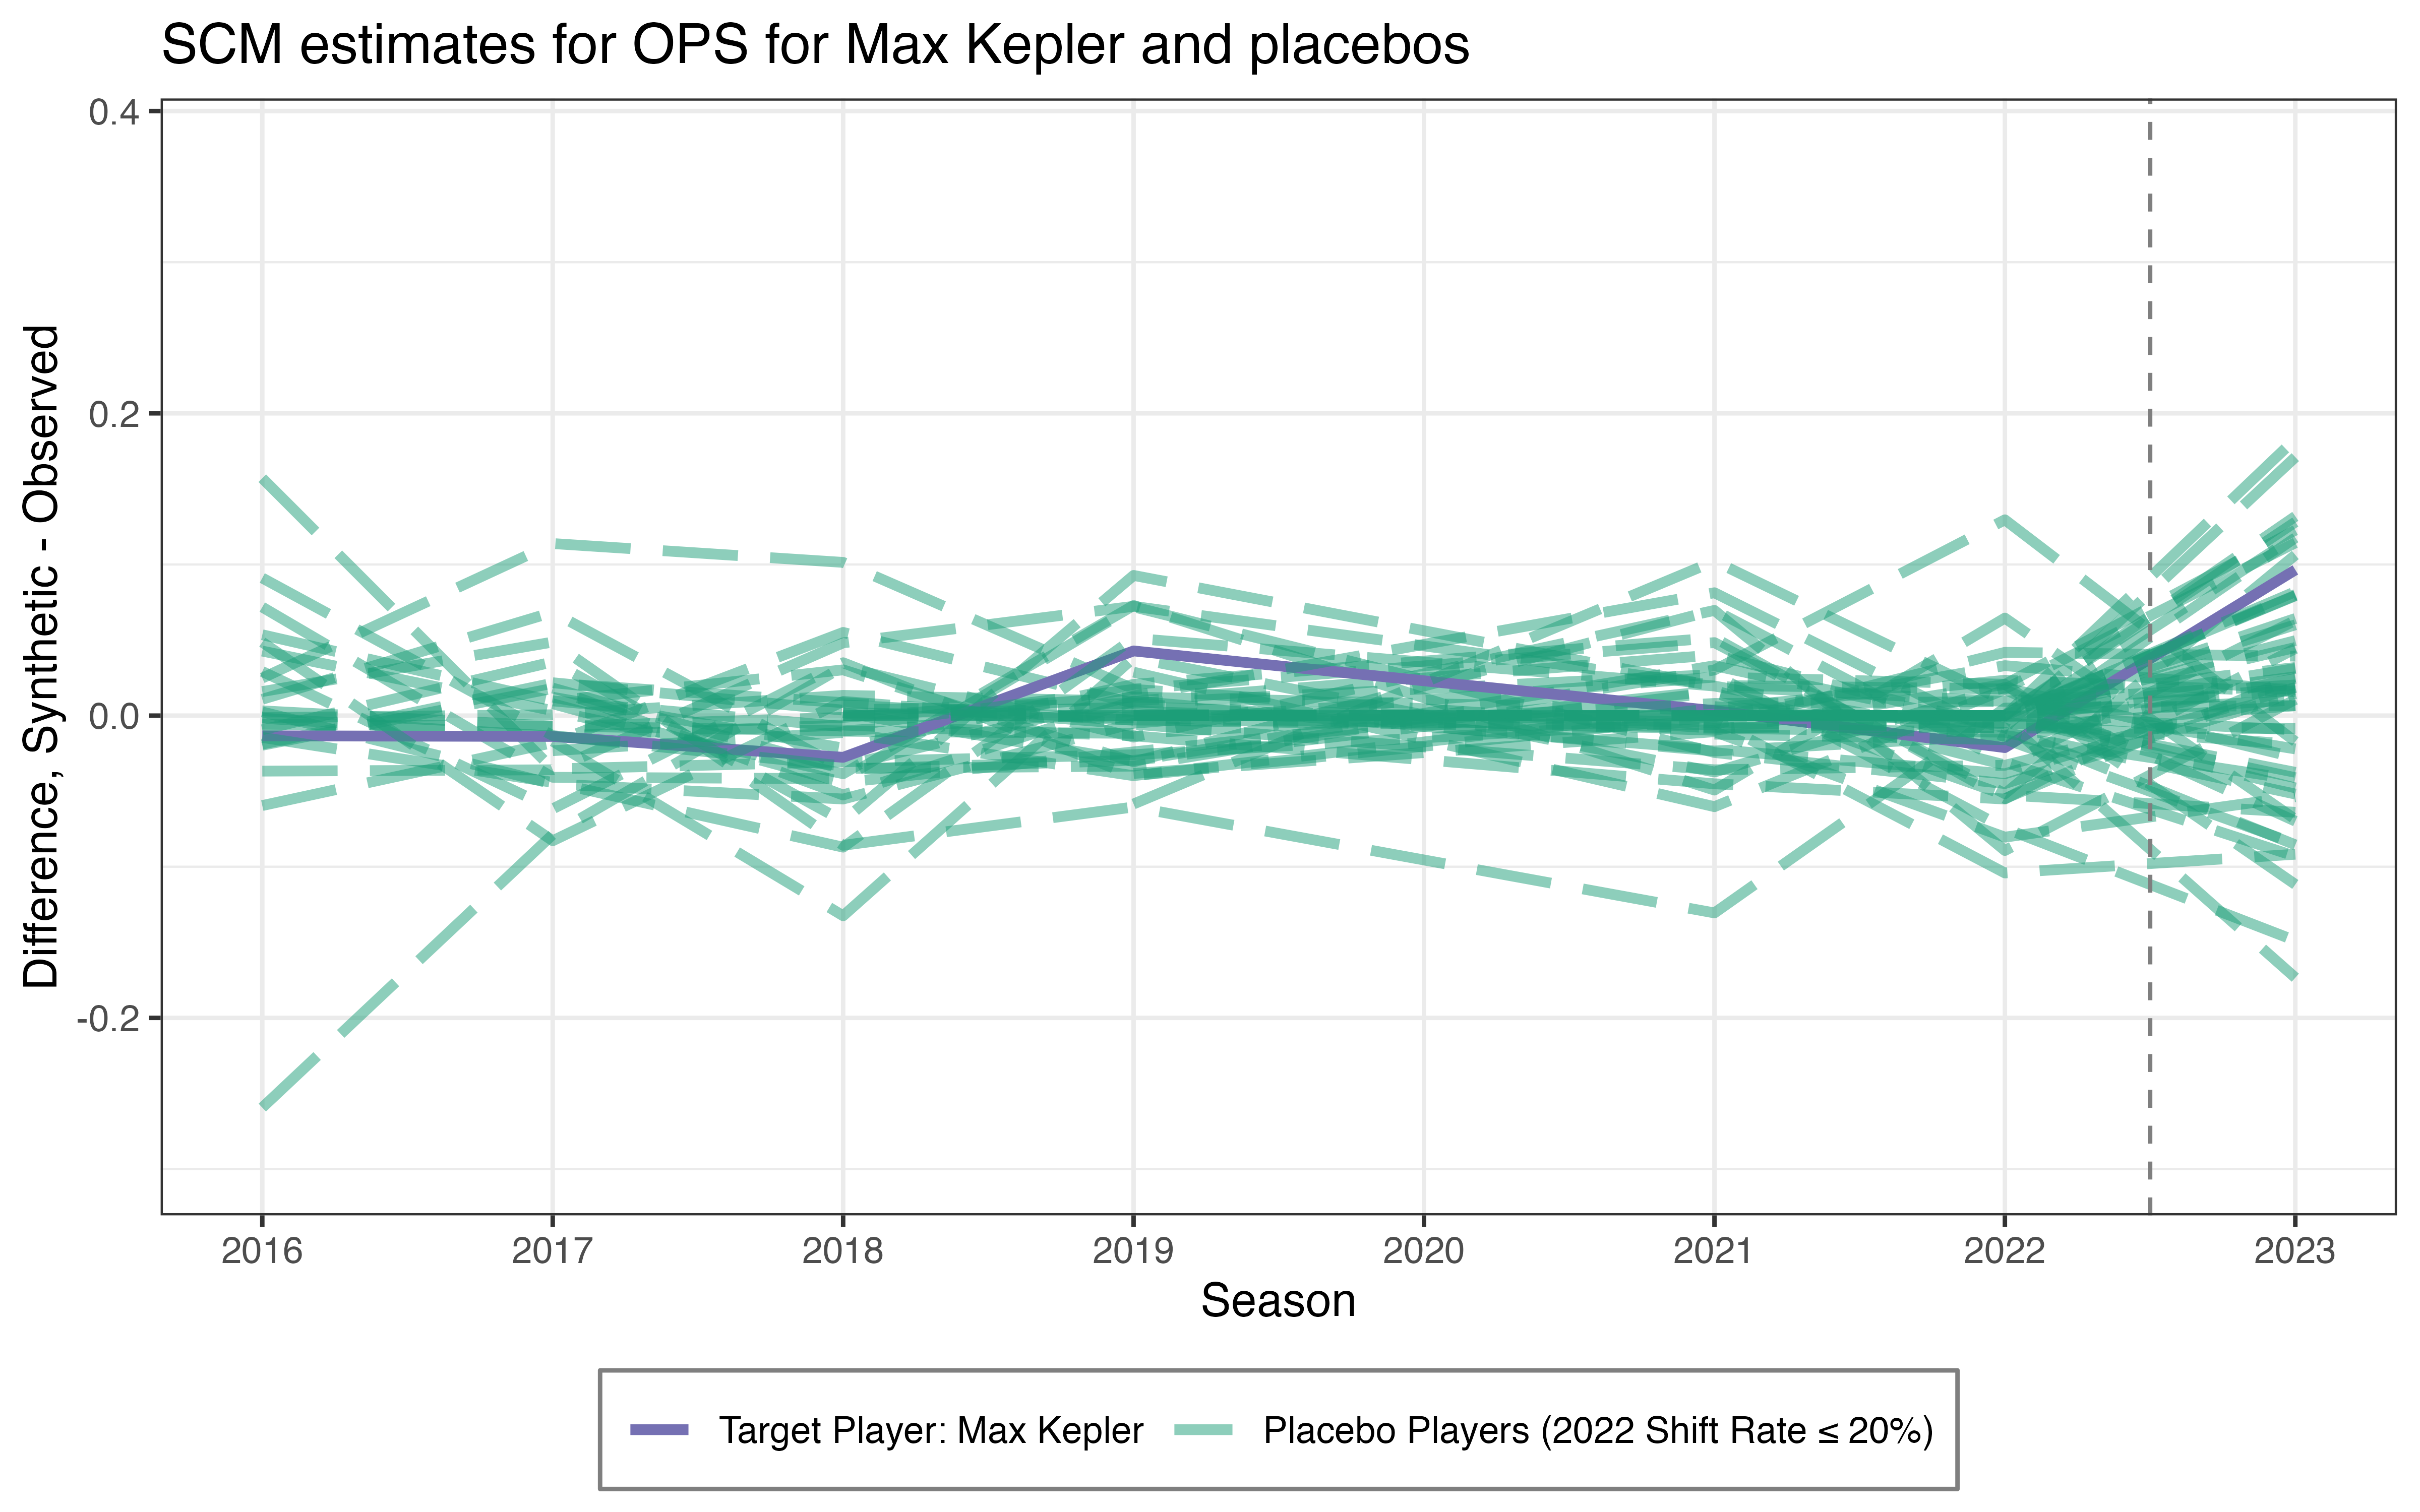 SCM estimates for OPS for Max Kepler and placebos
Difference, Synthetic - Observed
0.4
0.2
0.0
-0.2
2016 2017 2018 2019 2020 2021 2022 2023
Season
Target Player: Max Kepler Placebo Players (2022 Shift Rate ≤ 20%)